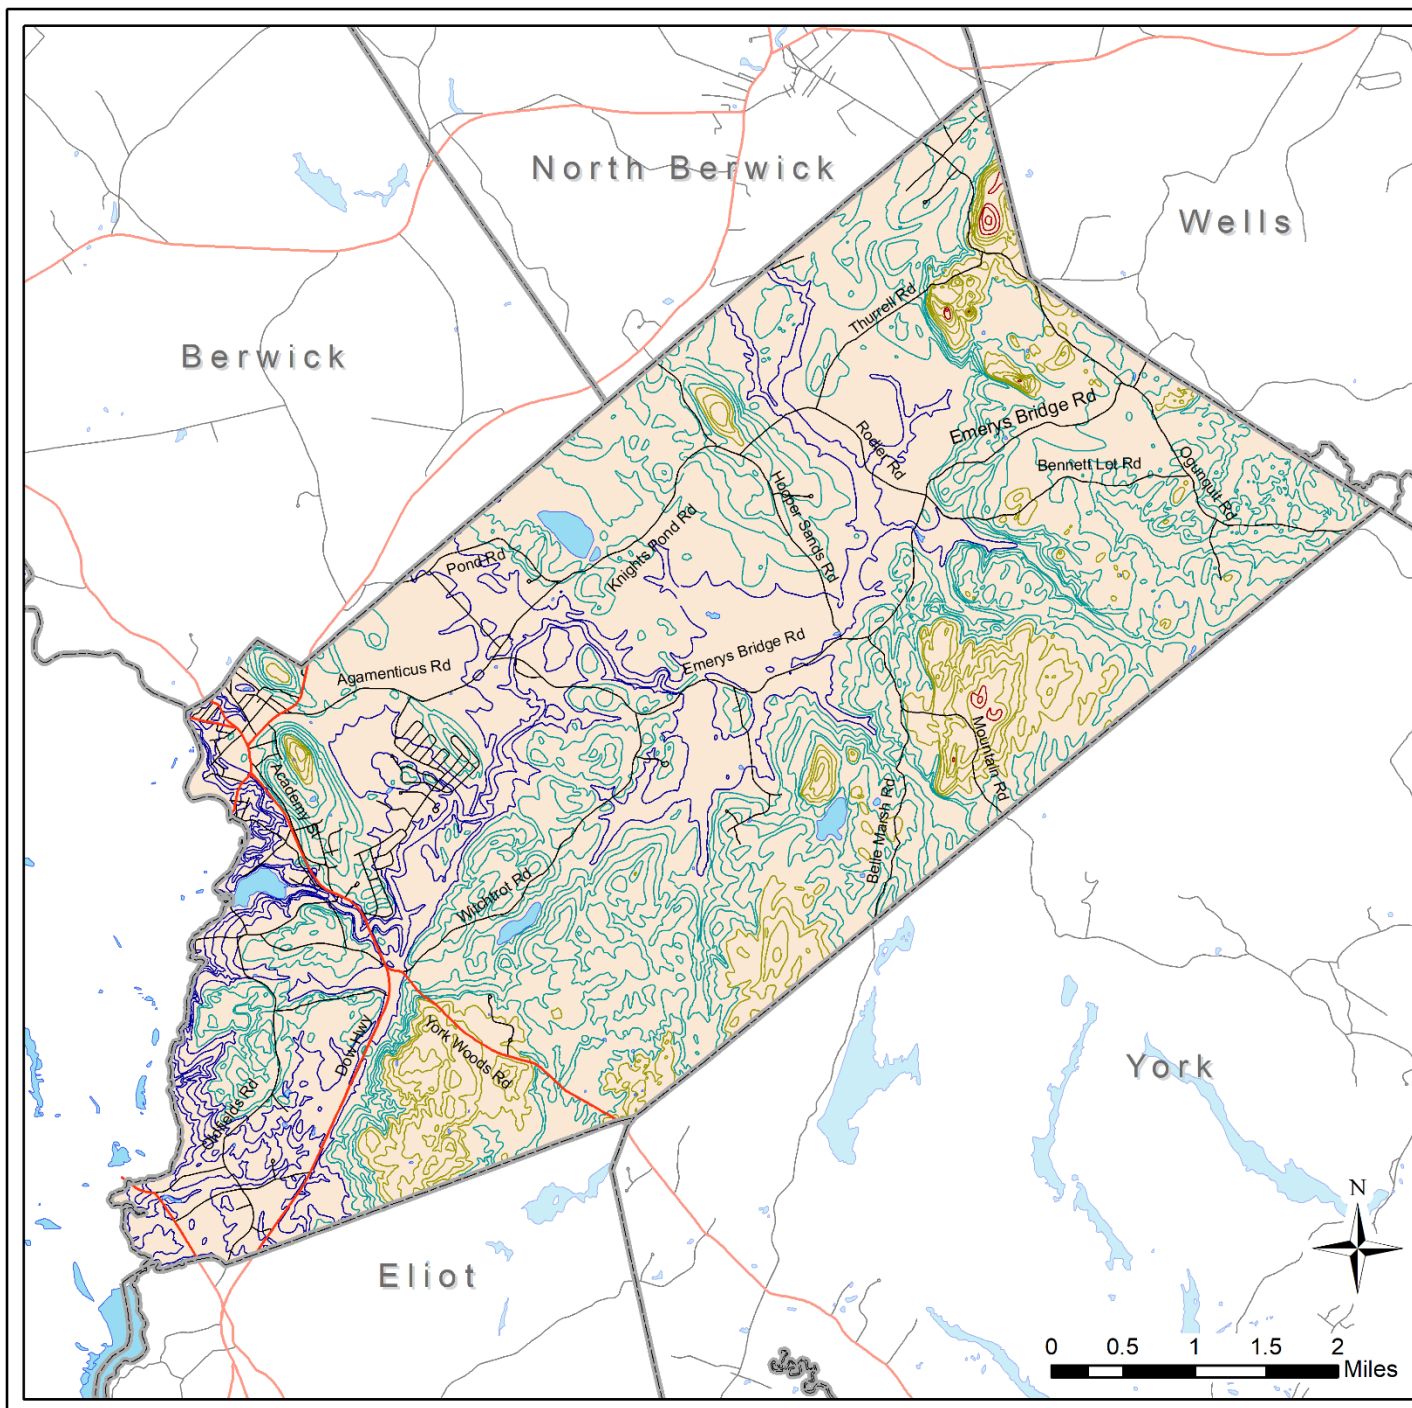 North Berwick
Wells
Berwick
Thurrell Rd
Emerys Bridge Rd
Rodier Rd
Bennett Lot Rd
Ogunquit Rd
Hooper Sands Rd
Knights Pond Rd
Pond Rd
Emerys Bridge Rd
Agamenticus Rd
Mountain Rd
Academy St
Belle Marsh Rd
Witchtrot Rd
York Woods Rd
Dow Hwy
Oldfields Rd
York
Eliot
N
0 0.5 1 1.5 2
Miles